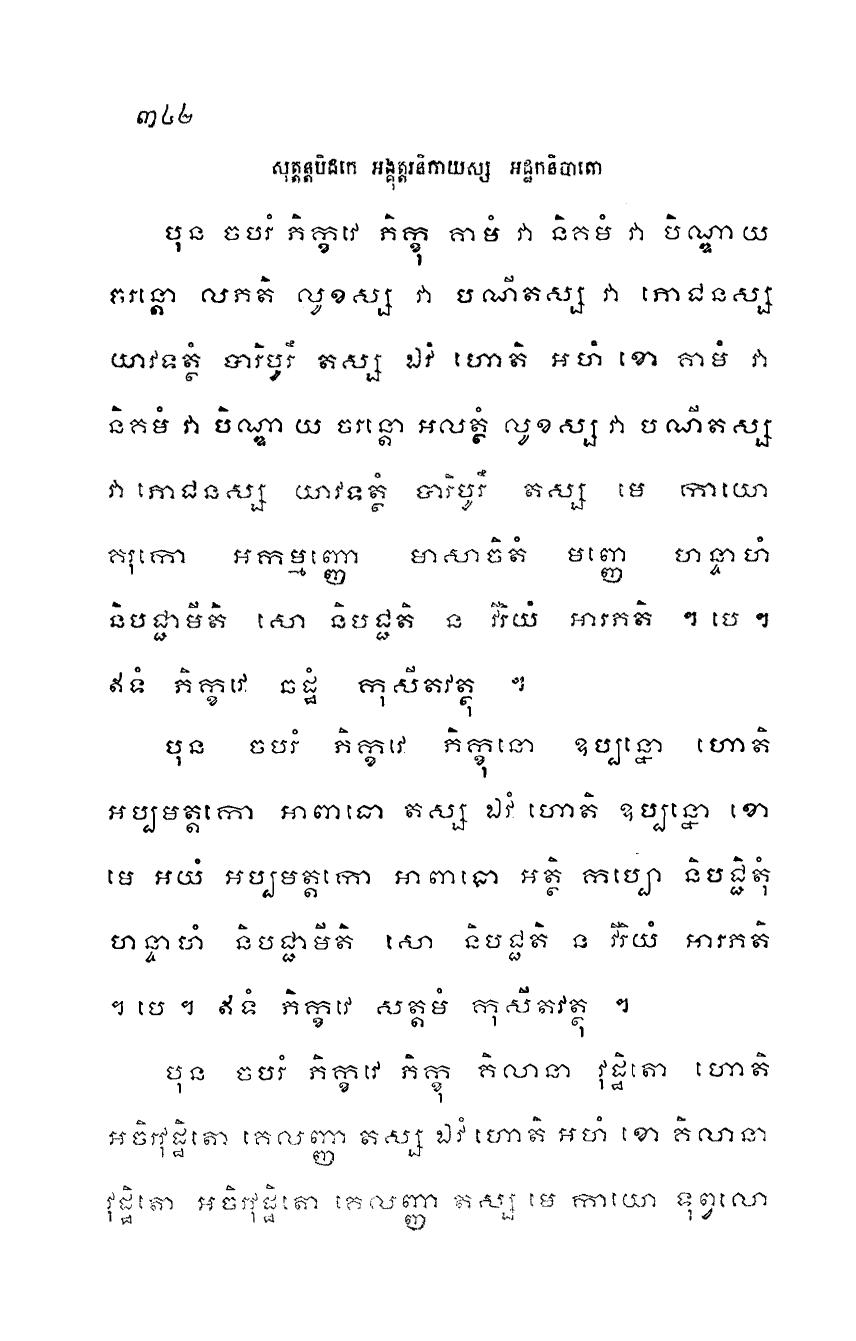 ៣៤២
សុត្តន្តបិដកេ អង្គុត្តរនិកាយស្ស អដ្ឋកនិបាតោ
បុន ចបរំ ភិក្ខវេ ភិក្ខុ គាមំ វា និគមំ វា បិណ្ឌាយ
ចរន្តោ លភតិ លូខស្ស វា បណីតស្ស វា ភោជនស្ស
យាវទត្ថំ បារិបូរឹ តស្ស ឯវំ ហោតិ អហំ ខោ គាមំ វា
និគមំ វា បិណ្ឌាយ ចរន្តោ អលត្ថំ លូខស្ស វា បណីតស្ស
វា ភោជនស្ស យាវទត្ថំ បារិបូរឹ តស្ស មេ កាយោ
គរុកោ អកម្មញ្ញោ មាសាចិតំ មញ្ញេ ហន្ទាហំ
និបជ្ជាមីតិ សោ និបជ្ជតិ ន វីរិយំ អារភតិ ។ បេ ។
ឥទំ ភិក្ខវេ ឆដ្ឋំ កុសីតវត្ថុ ។
បុន ចបរំ ភិក្ខវេ ភិក្ខុនោ ឧប្បន្នោ ហោតិ
អប្បមត្តកោ អាពាធោ តស្ស ឯវំ ហោតិ ឧប្បន្នោ ខោ
មេ អយំ អប្បមត្តកោ អាពាធោ អត្ថិ កប្បោ និបជ្ជិតុំ
ហន្ទាហំ និបជ្ជាមីតិ សោ និបជ្ជតិ ន វីរិយំ អារភតិ
។ បេ ។ ឥទំ ភិក្ខវេ សត្តមំ កុសីតវត្ថុ ។
បុន ចបរំ ភិក្ខវេ ភិក្ខុ គិលានា វុដ្ឋិតោ ហោតិ
អចិរវុដ្ឋិតោ គេលញ្ញា តស្ស ឯវំ ហោតិ អហំ ខោ គិលានា
វុដ្ឋិតោ អចិរវុដ្ឋិតោ គេលញ្ញា តស្ស មេ កាយោ ទុព្វលោ